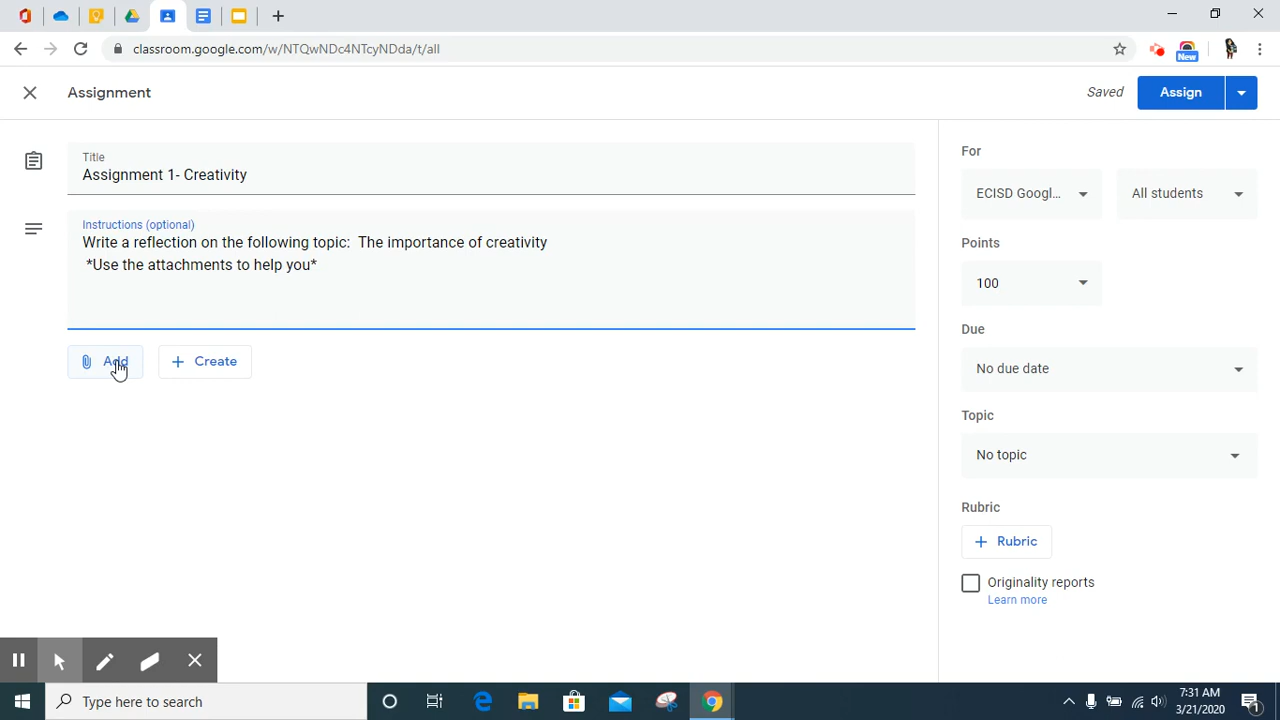 classroom.google.com/w/NTQwNDc4NTcyNDda/t/all
New
Assignment
Saved
Assign
Title
Assignment 1- Creativity
Instructions (optional)
Write a reflection on the following topic:  The importance of creativity
*Use the attachments to help you*
Add
Create
For
ECISD Googl...
All students
Points
100
Due
No due date
Topic
No topic
Rubric
Rubric
Originality reports
Learn more
Type here to search
7:31 AM
3/21/2020
1